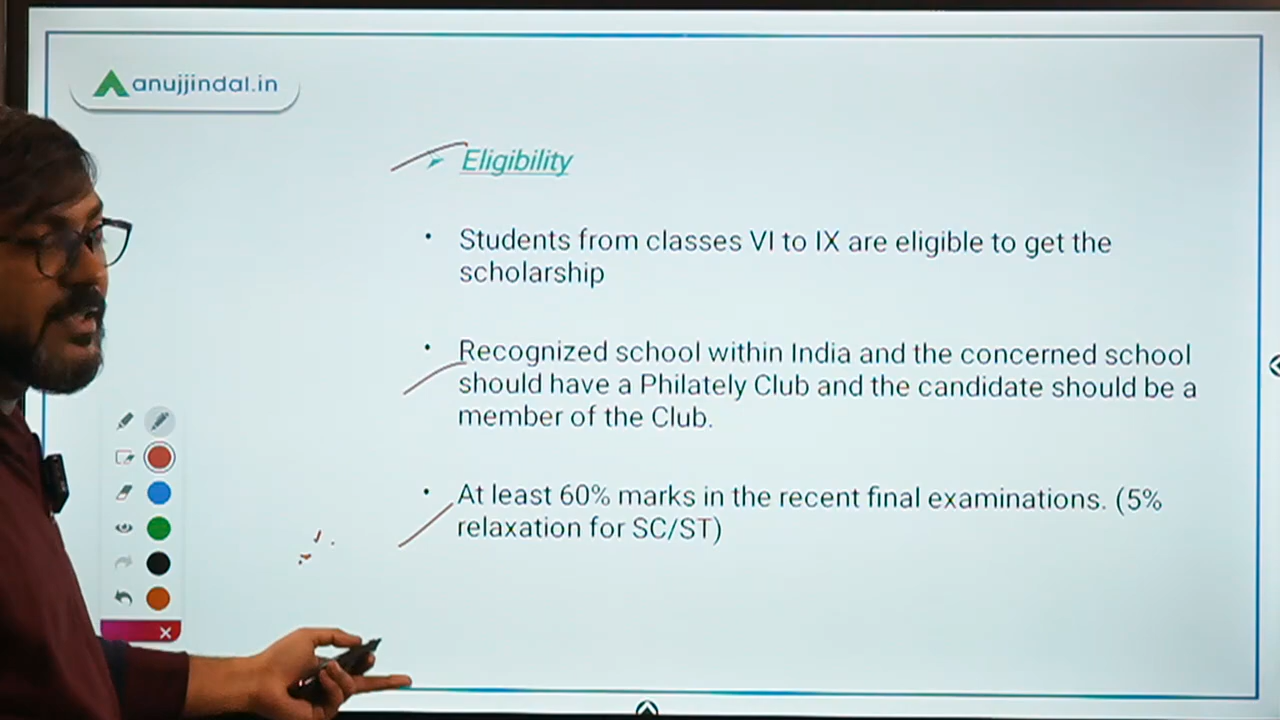 anujjindal.in
Eligibility
Students from classes VI to IX are eligible to get the
scholarship
Recognized school within India and the concerned school
should have a Philately Club and the candidate should be a
member of the Club.
At least 60% marks in the recent final examinations. (5%
relaxation for SC/ST)